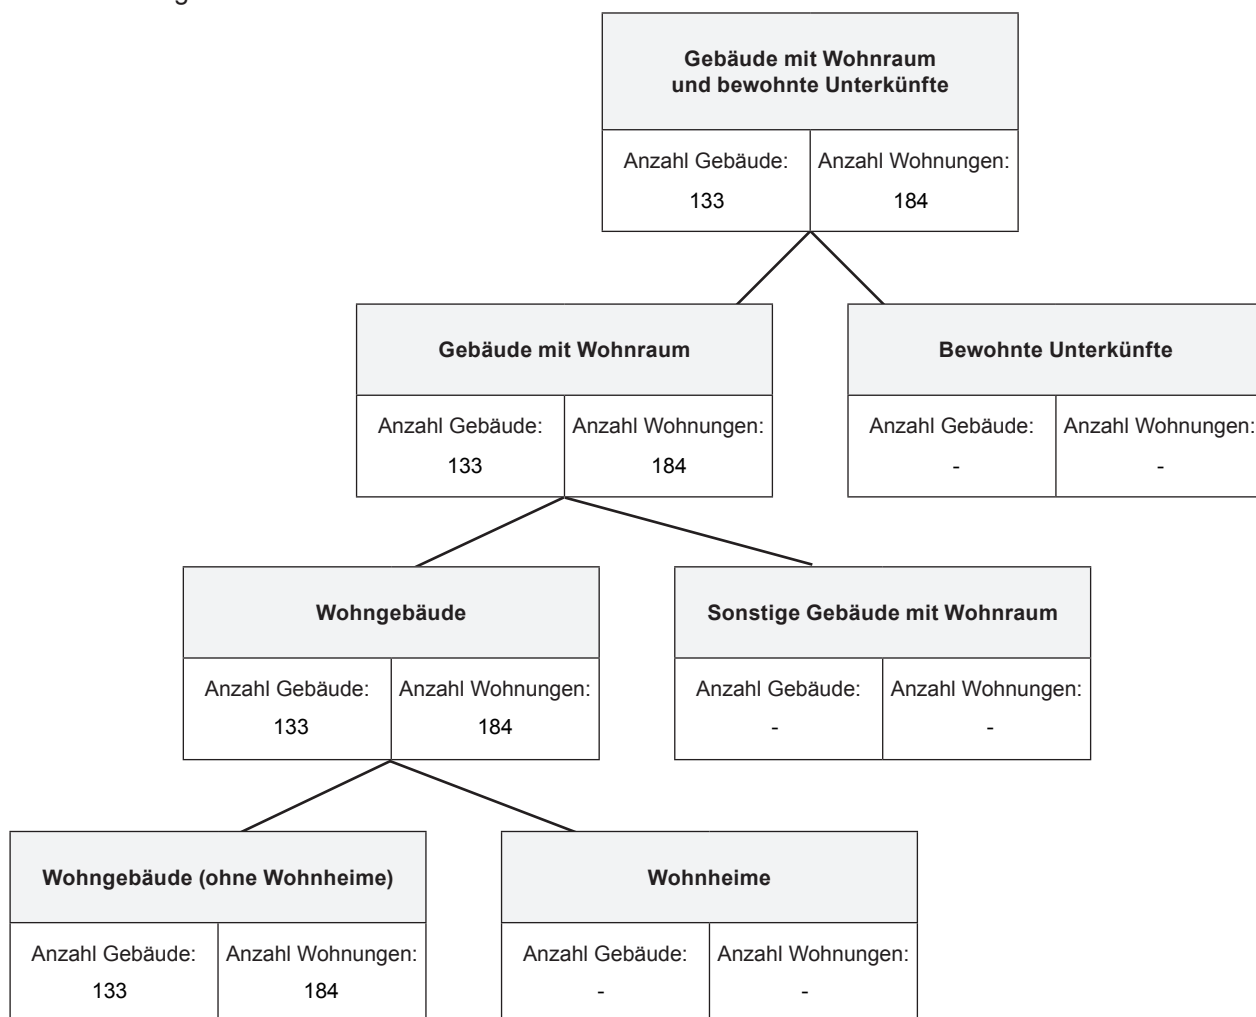 Gebäude mit Wohnraum
und bewohnte Unterkünfte
Anzahl Gebäude: Anzahl Wohnungen:
133 184
Gebäude mit Wohnraum
Bewohnte Unterkünfte
Anzahl Gebäude: Anzahl Wohnungen:
133 184
Anzahl Gebäude: Anzahl Wohnungen:
- -
Wohngebäude
Sonstige Gebäude mit Wohnraum
Anzahl Gebäude: Anzahl Wohnungen:
133 184
Anzahl Gebäude: Anzahl Wohnungen:
- -
Wohngebäude (ohne Wohnheime)
Wohnheime
Anzahl Gebäude: Anzahl Wohnungen:
133 184
Anzahl Gebäude: Anzahl Wohnungen:
- -